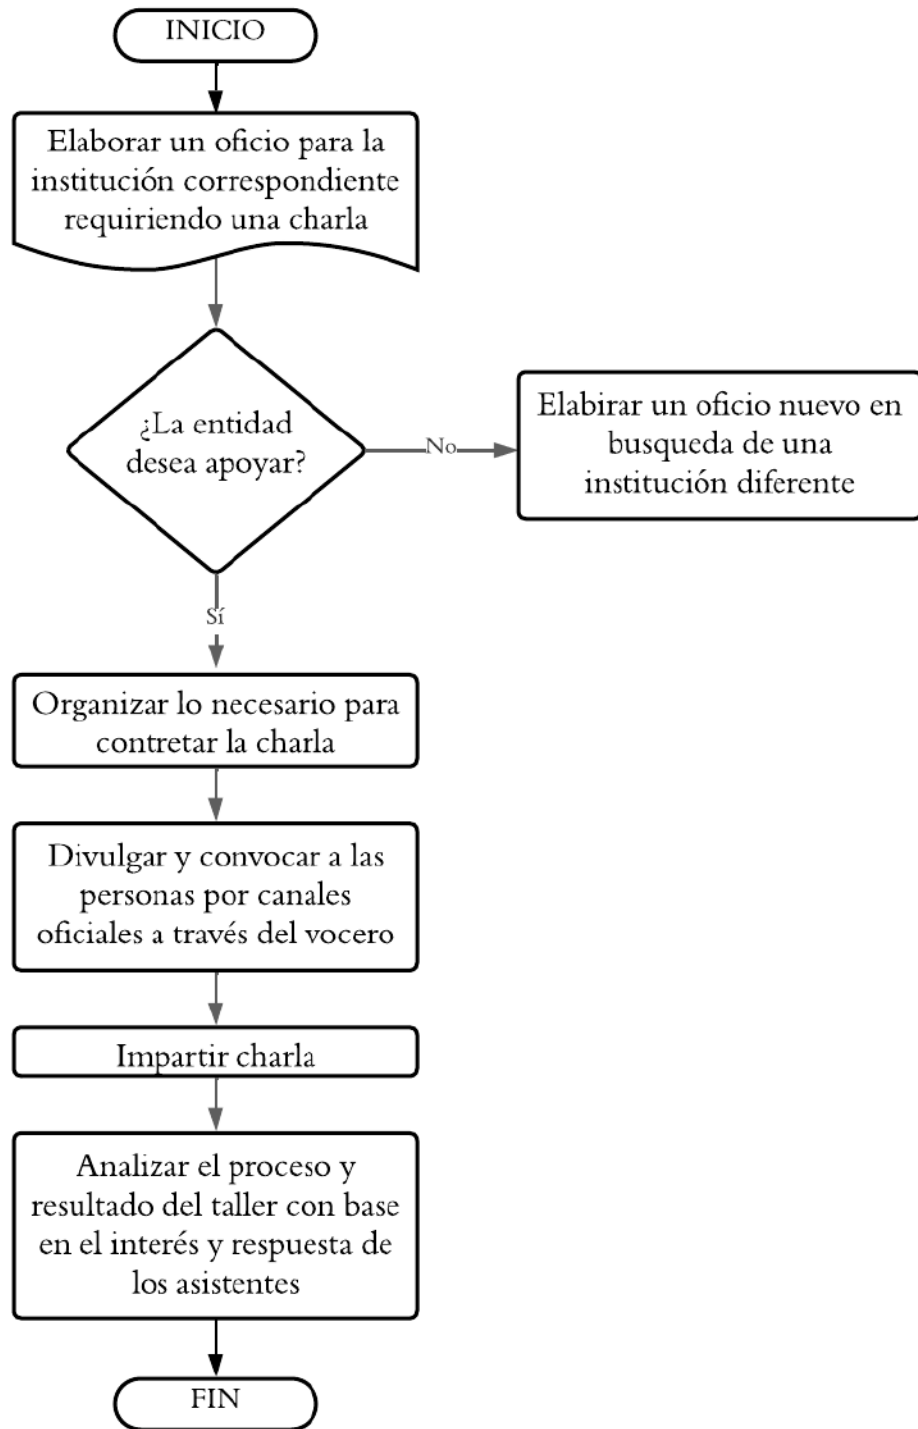 INICIO
Elaborar un oficio para la
institución correspondiente
requiriendo una charla
¿La entidad
desea apoyar?
No
Elabirar un oficio nuevo en
busqueda de una
institución diferente
Sí
Organizar lo necesario para
contretar la charla
Divulgar y convocar a las
personas por canales
oficiales a través del vocero
Impartir charla
Analizar el proceso y
resultado del taller con base
en el interés y respuesta de
los asistentes
FIN